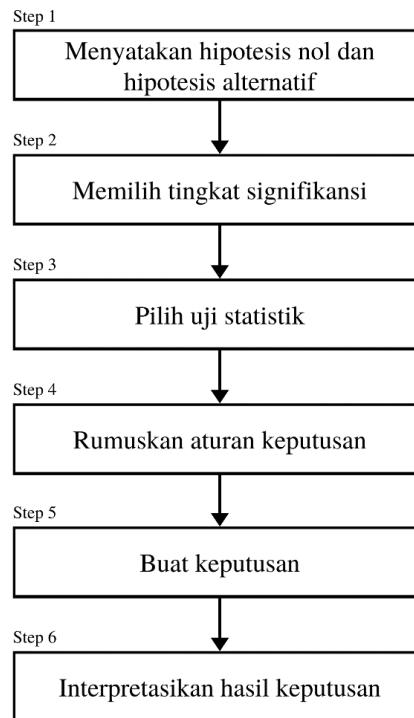 Step 1
Menyatakan hipotesis nol dan
hipotesis alternatif
Step 2
Memilih tingkat signifikansi
Step 3
Pilih uji statistik
Step 4
Rumuskan aturan keputusan
Step 5
Buat keputusan
Step 6
Interpretasikan hasil keputusan